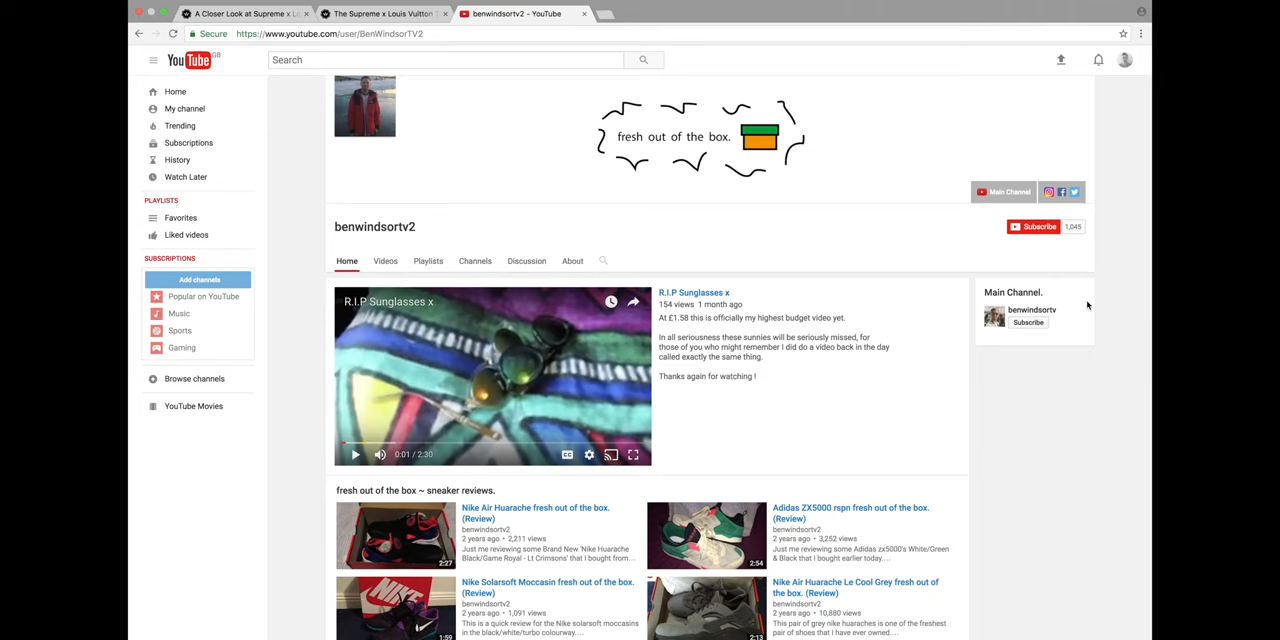 A Closer Look at Supreme x L
The Supreme x Louis Vuitton T
benwindsortv2 - YouTube
Secure https://www.youtube.com/user/BenWindsorTV2
YouTube GB
Search
Home
My channel
Trending
Subscriptions
History
Watch Later
PLAYLISTS
Favorites
Liked videos
SUBSCRIPTIONS
Add channels
Popular on YouTube
Music
Sports
Gaming
Browse channels
YouTube Movies
fresh out of the box.
Main Channel
benwindsortv2
Subscribe 1,045
Home Videos Playlists Channels Discussion About
R.I.P Sunglasses x
0:01 / 2:30
CC
R.I.P Sunglasses x
154 views 1 month ago
At £1.58 this is officially my highest budget video yet.
In all seriousness these sunnies will be seriously missed, for
those of you who might remember I did do a video back in the day
called exactly the same thing.
Thanks again for watching !
Main Channel.
benwindsortv
Subscribe
fresh out of the box ~ sneaker reviews.
2:27
Nike Air Huarache fresh out of the box.
(Review)
benwindsortv2
2 years ago • 2,211 views
Just me reviewing some Brand New 'Nike Huarache
Black/Game Royal - Lt Crimsons' that I bought from...
2:54
Adidas ZX5000 rspn fresh out of the box.
(Review)
benwindsortv2
2 years ago • 3,252 views
Just me reviewing some Adidas zx5000's White/Green
& Black that I bought earlier today....
NIKE
1:59
Nike Solarsoft Moccasin fresh out of the box.
(Review)
benwindsortv2
2 years ago • 1,091 views
This is a quick review for the Nike solarsoft moccasins
in the black/white/turbo colourway....
2:13
Nike Air Huarache Le Cool Grey fresh out of
the box. (Review)
benwindsortv2
2 years ago • 10,880 views
This pair of grey nike huaraches is one of the freshest
pair of shoes that I have ever owned....